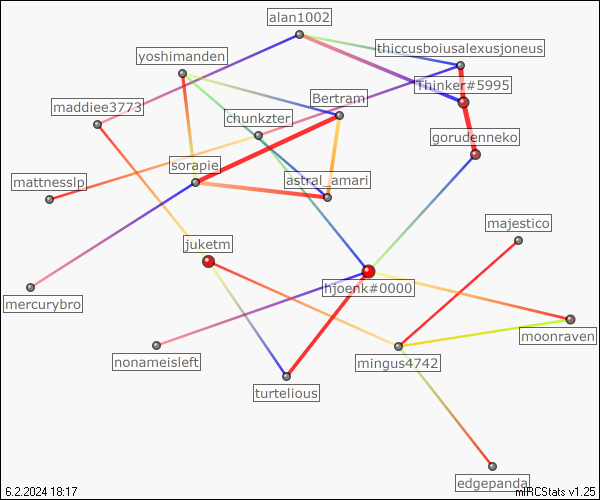 alan1002
thiccusboiusalexusjoneus
yoshimanden
Thinker#5995
Bertram
maddiee3773
chunkzter
gorudenneko
sorapie
mattnesslp
astral_amari
majestico
juketm
hjoenk#0000
mercurybro
moonraven
nonameisleft
mingus4742
turtelious
edgepanda
6.2.2024 18:17
mIRCStats v1.25